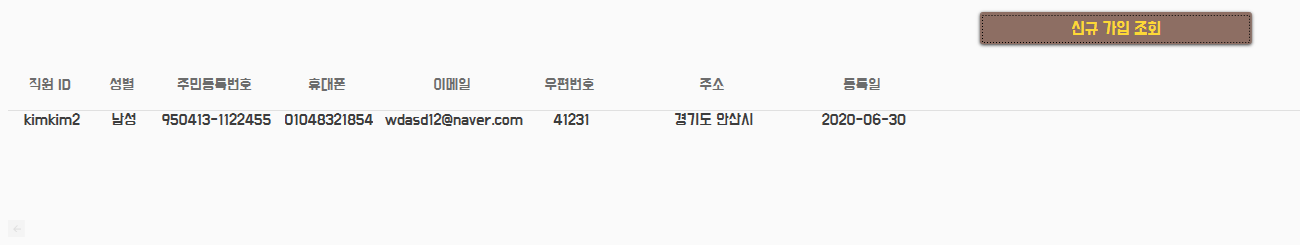 신규 가입 조회
직원 ID 성별 주민등록번호 휴대폰 이메일 우편번호 주소 등록일
kimkim2 남성 950413-1122455 01048321854 wdasd12@naver.com 41231 경기도 안산시 2020-06-30